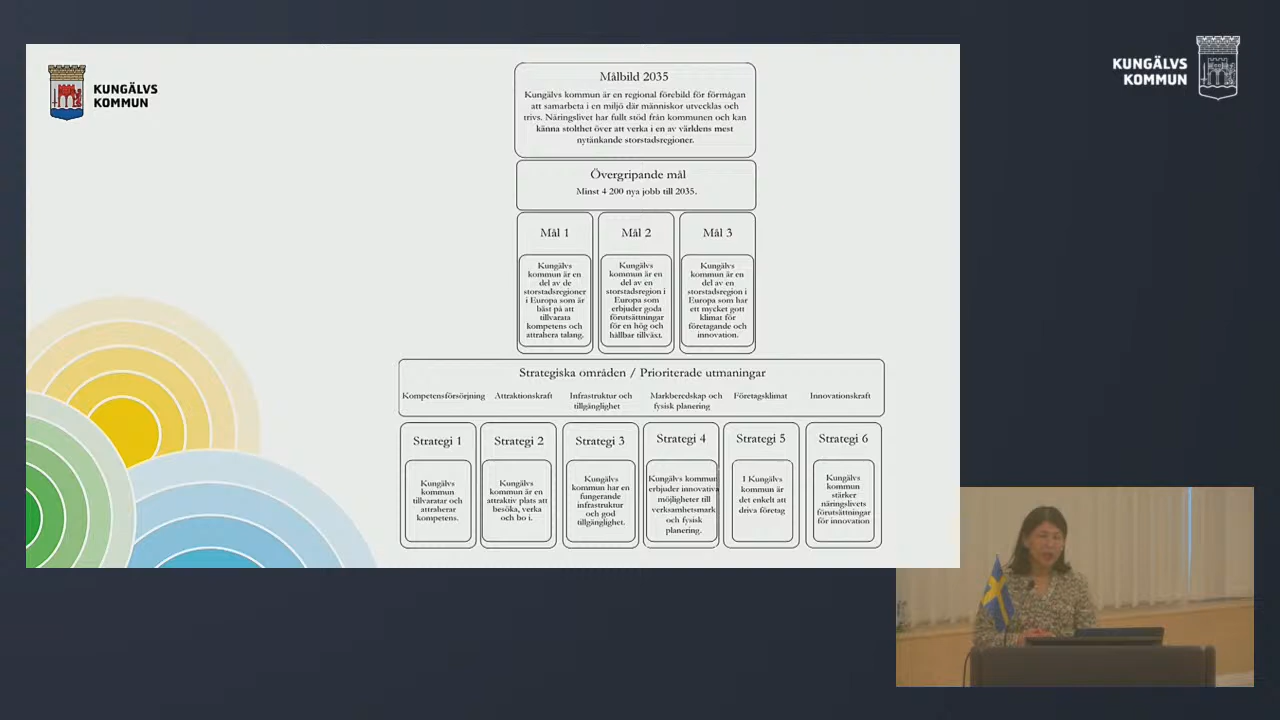 KUNGÄLVS
KOMMUN
Målbild 2035
Kungälvs kommun är en regional förebild för förmågan
att samarbeta i en miljö där människor utvecklas och
trivs. Näringslivet har fullt stöd från kommunen och kan
känna stolthet över att verka i en av världens mest
nytänkande storstadsregioner.
Övergripande mål
Minst 4 200 nya jobb till 2035.
Mål 1
Kungälvs
kommun är en
del av de
storstadsregioner
i Europa som är
bäst på att
tillvarata
kompetens och
attrahera talang.
Mål 2
Kungälvs
kommun är en
del av en
storstadsregion i
Europa som
erbjuder goda
förutsättningar
för en hög och
hållbar tillväxt.
Mål 3
Kungälvs
kommun är en
del av en
storstadsregion i
Europa som har
ett mycket gott
klimat för
företagande och
innovation.
Strategiska områden / Prioriterade utmaningar
Kompetensförsörjning
Attraktionskraft
Infrastruktur och
tillgänglighet
Markberedskap och
fysisk planering
Företagsklimat
Innovationskraft
Strategi 1
Kungälvs
kommun
tillvaratar och
attraherar
kompetens.
Strategi 2
Kungälvs
kommun är en
attraktiv plats att
besöka, verka
och bo i.
Strategi 3
Kungälvs
kommun har en
fungerande
infrastruktur
och god
tillgänglighet.
Strategi 4
Kungälvs kommun
erbjuder innovativa
möjligheter till
verksamhetsmark
och fysisk
planering.
Strategi 5
I Kungälvs
kommun är
det enkelt att
driva företag
Strategi 6
Kungälvs
kommun
stärker
näringslivets
förutsättningar
för innovation
KUNGÄLVS
KOMMUN